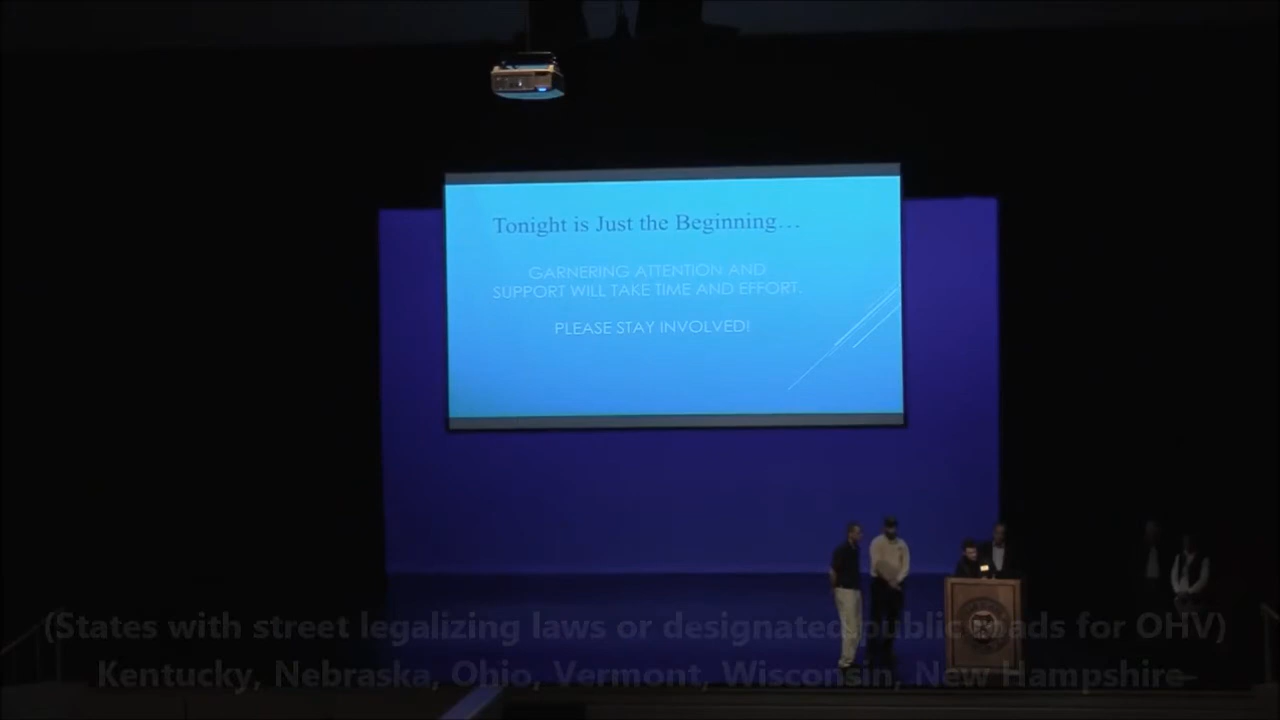 Tonight is Just the Beginning...
GARNERING ATTENTION AND
SUPPORT WILL TAKE TIME AND EFFORT.
PLEASE STAY INVOLVED!
(States with street legalizing laws or designated public roads for OHV)
Kentucky, Nebraska, Ohio, Vermont, Wisconsin, New Hampshire